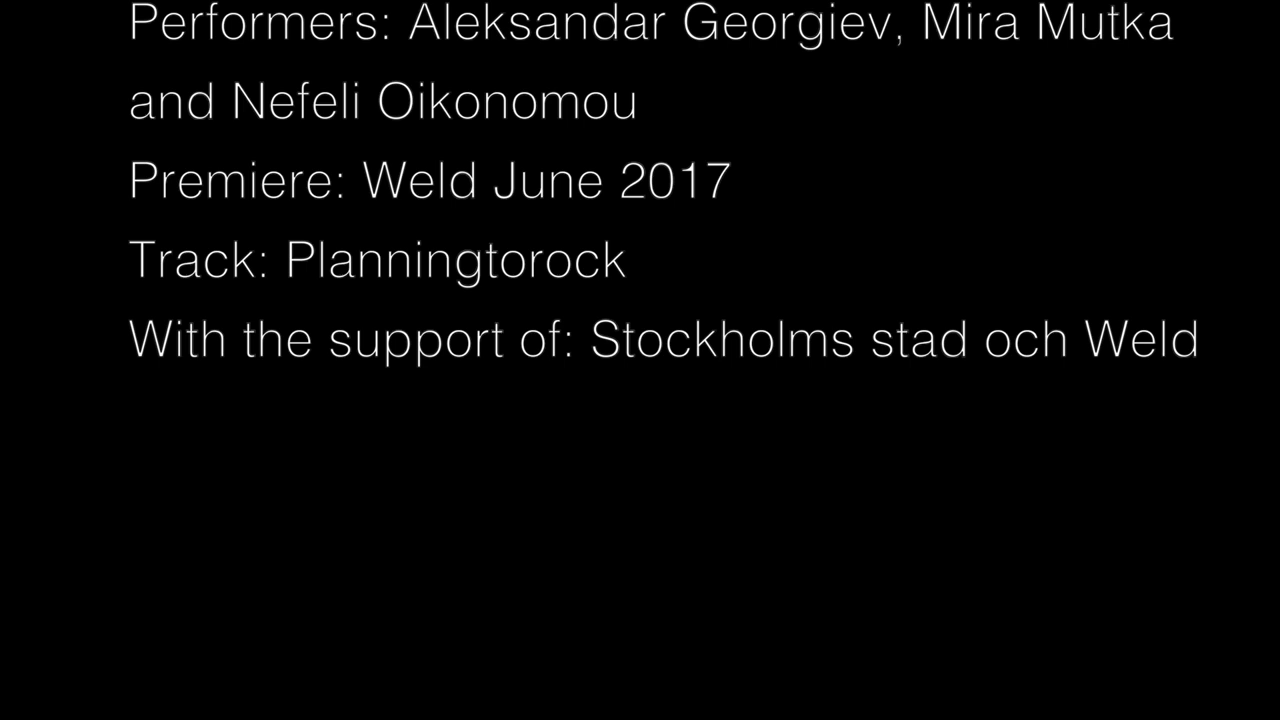 Performers: Aleksandar Georgiev, Mira Mutka
and Nefeli Oikonomou
Premiere: Weld June 2017
Track: Planningtorock
With the support of: Stockholms stad och Weld